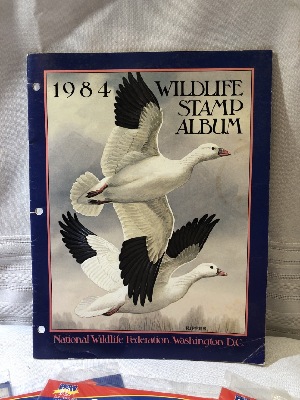 1984 WILDLIFE
STAMP
ALBUM
National Wildlife Federation Washington D.C.